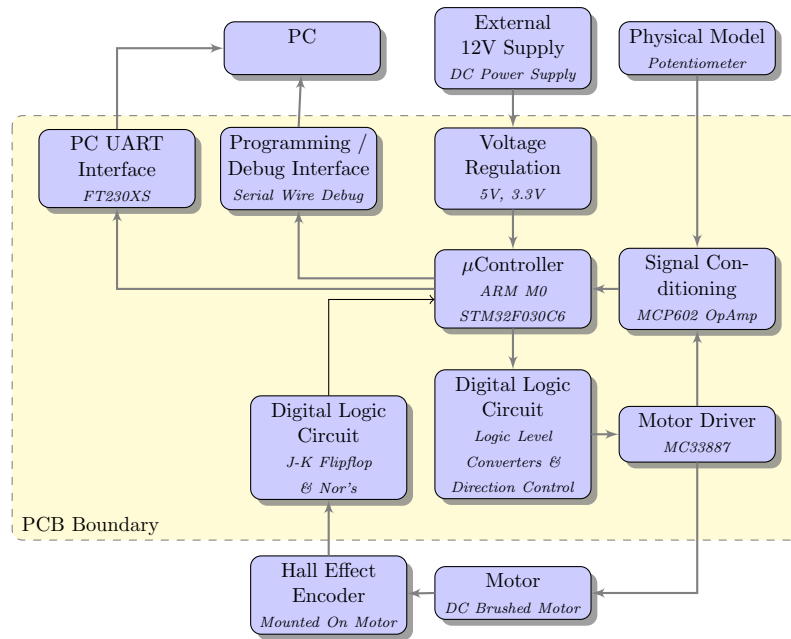 PC
External
12V Supply
DC Power Supply
Physical Model
Potentiometer
PC UART
Interface
FT230XS
Programming /
Debug Interface
Serial Wire Debug
Voltage
Regulation
5V, 3.3V
μController
ARM M0
STM32F030C6
Signal Con-
ditioning
MCP602 OpAmp
Digital Logic
Circuit
J-K Flipflop
& Nor's
Digital Logic
Circuit
Logic Level
Converters &
Direction Control
Motor Driver
MC33887
PCB Boundary
Hall Effect
Encoder
Mounted On Motor
Motor
DC Brushed Motor